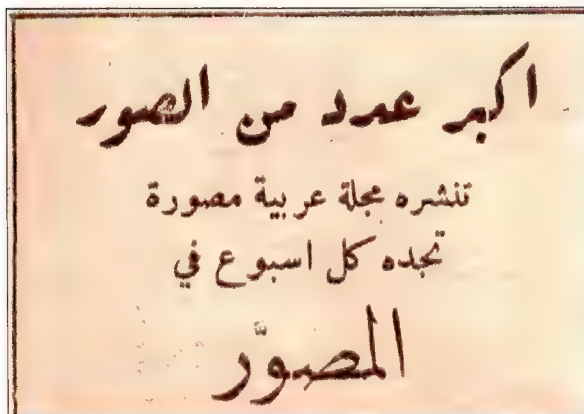 اكبر عدد من الصور
تنشره مجلة عربية مصورة
تجده كل اسبوع في
المصوّر